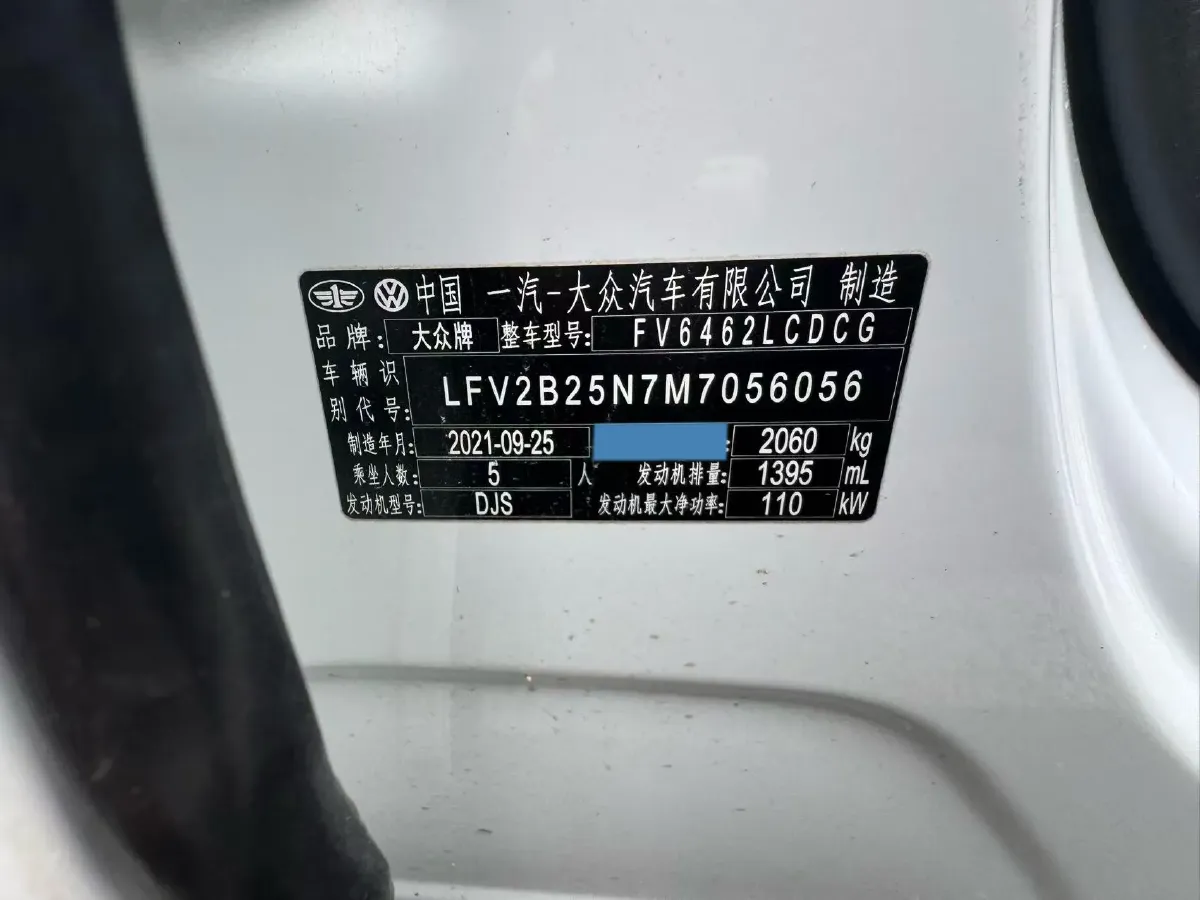 中国 一汽-大众汽车有限公司 制造
品牌: 大众牌 整车型号: FV6462LCDCG
车辆识
别代号: LFV2B25N7M7056056
制造年月: 2021-09-25 : 2060 kg
乘坐人数: 5 人 发动机排量: 1395 mL
发动机型号: DJS 发动机最大净功率: 110 kW